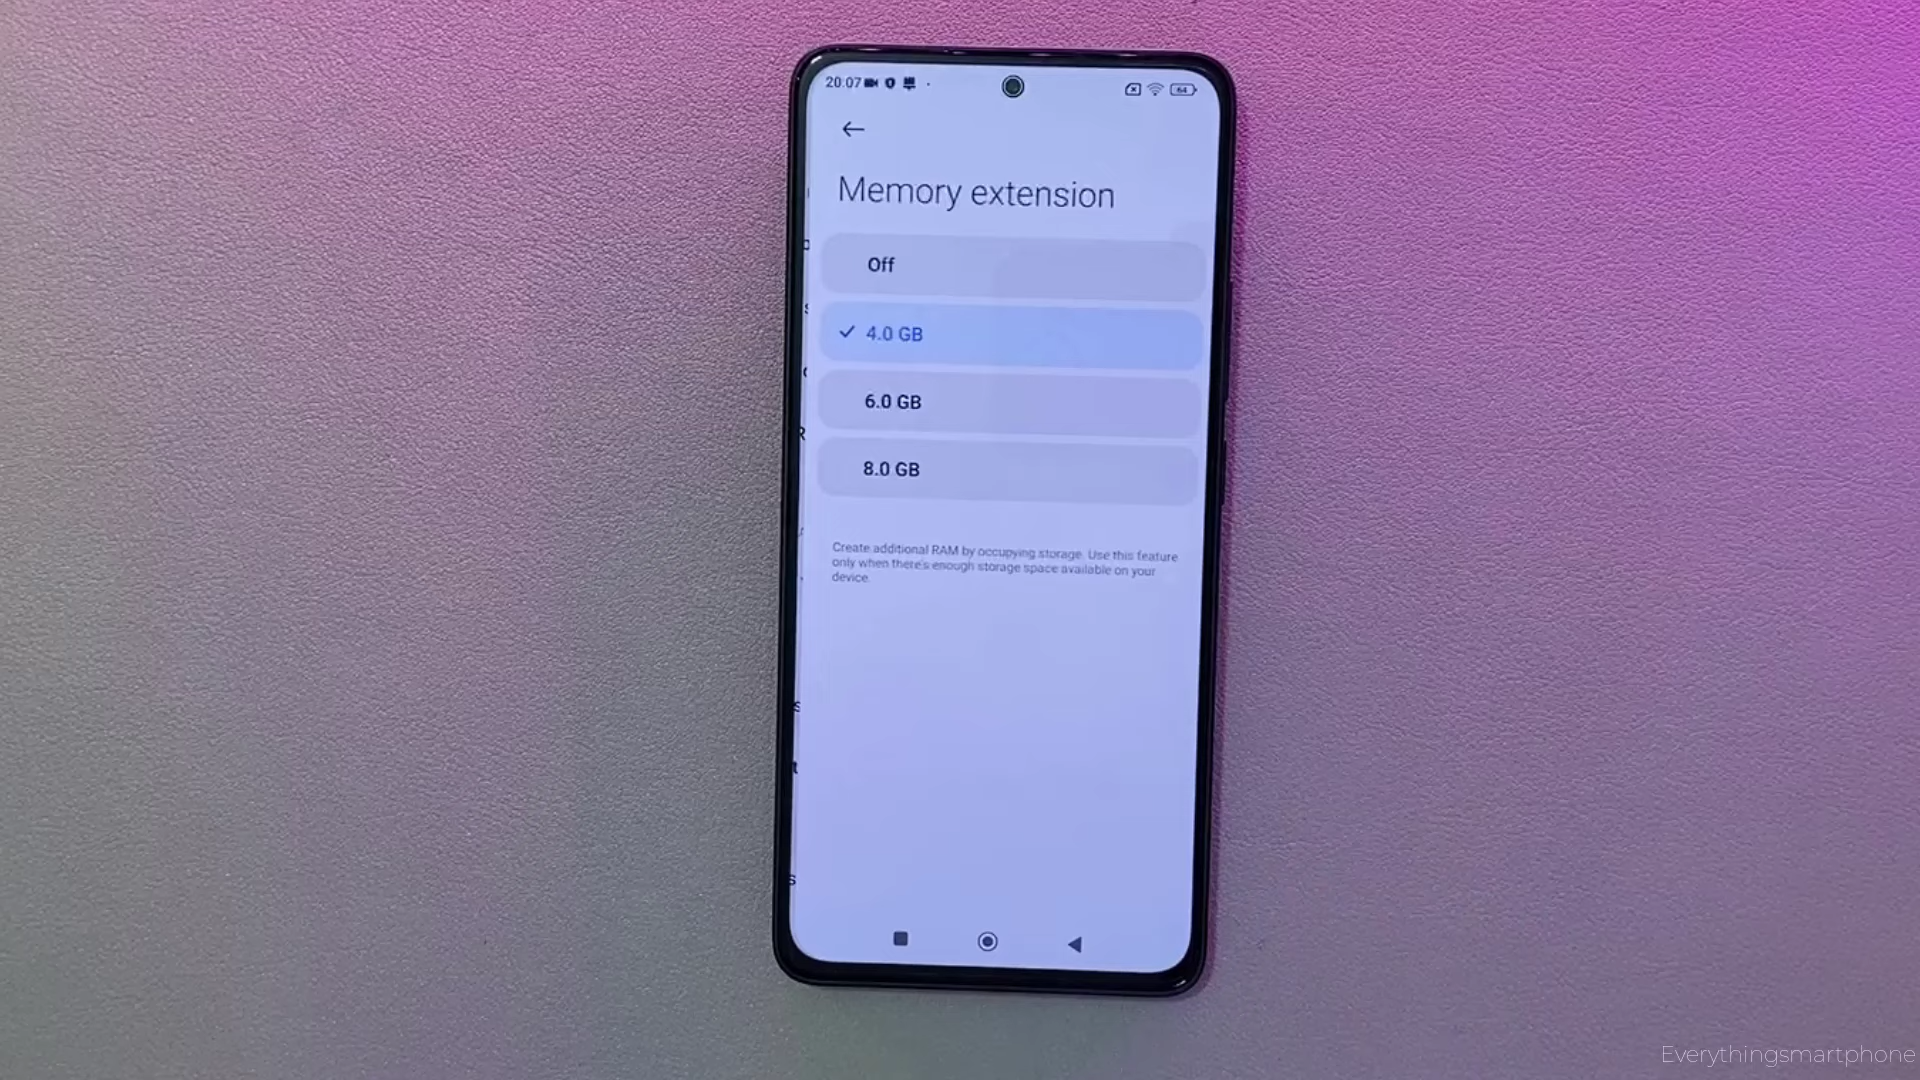 20:07
64
Memory extension
Off
4.0 GB
6.0 GB
8.0 GB
Create additional RAM by occupying storage. Use this feature
only when there's enough storage space available on your
device.
Everythingsmartphone